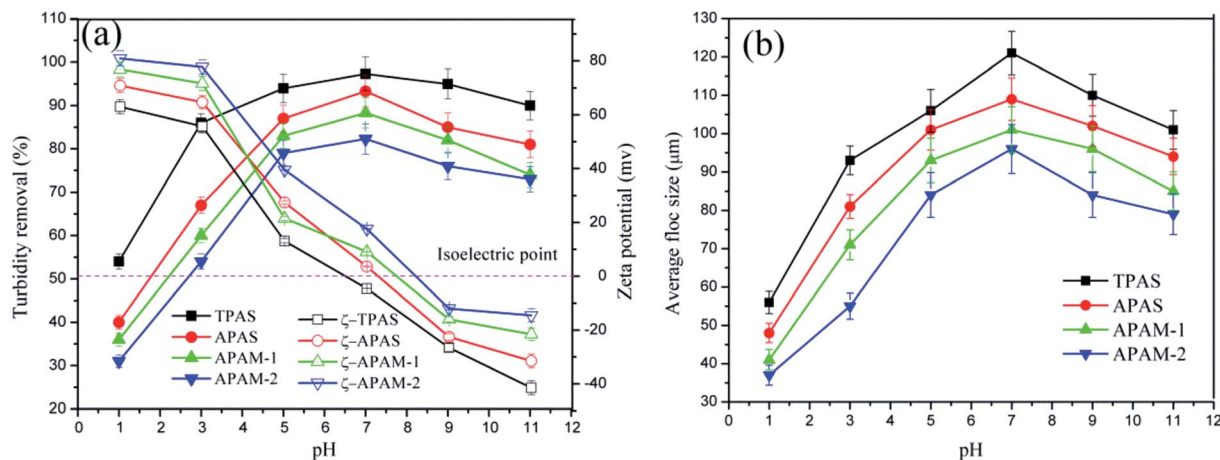 (a)
110
100
90
80
70
60
50
40
30
20
Turbidity removal (%)
80
60
40
20
0
-20
-40
Zeta potential (mv)
Isoelectric point
TPAS
APAS
APAM-1
APAM-2
ζ–TPAS
ζ–APAS
ζ–APAM-1
ζ–APAM-2
0 1 2 3 4 5 6 7 8 9 10 11 12
pH
(b)
130
120
110
100
90
80
70
60
50
40
30
Average floc size (μm)
TPAS
APAS
APAM-1
APAM-2
0 1 2 3 4 5 6 7 8 9 10 11 12
pH